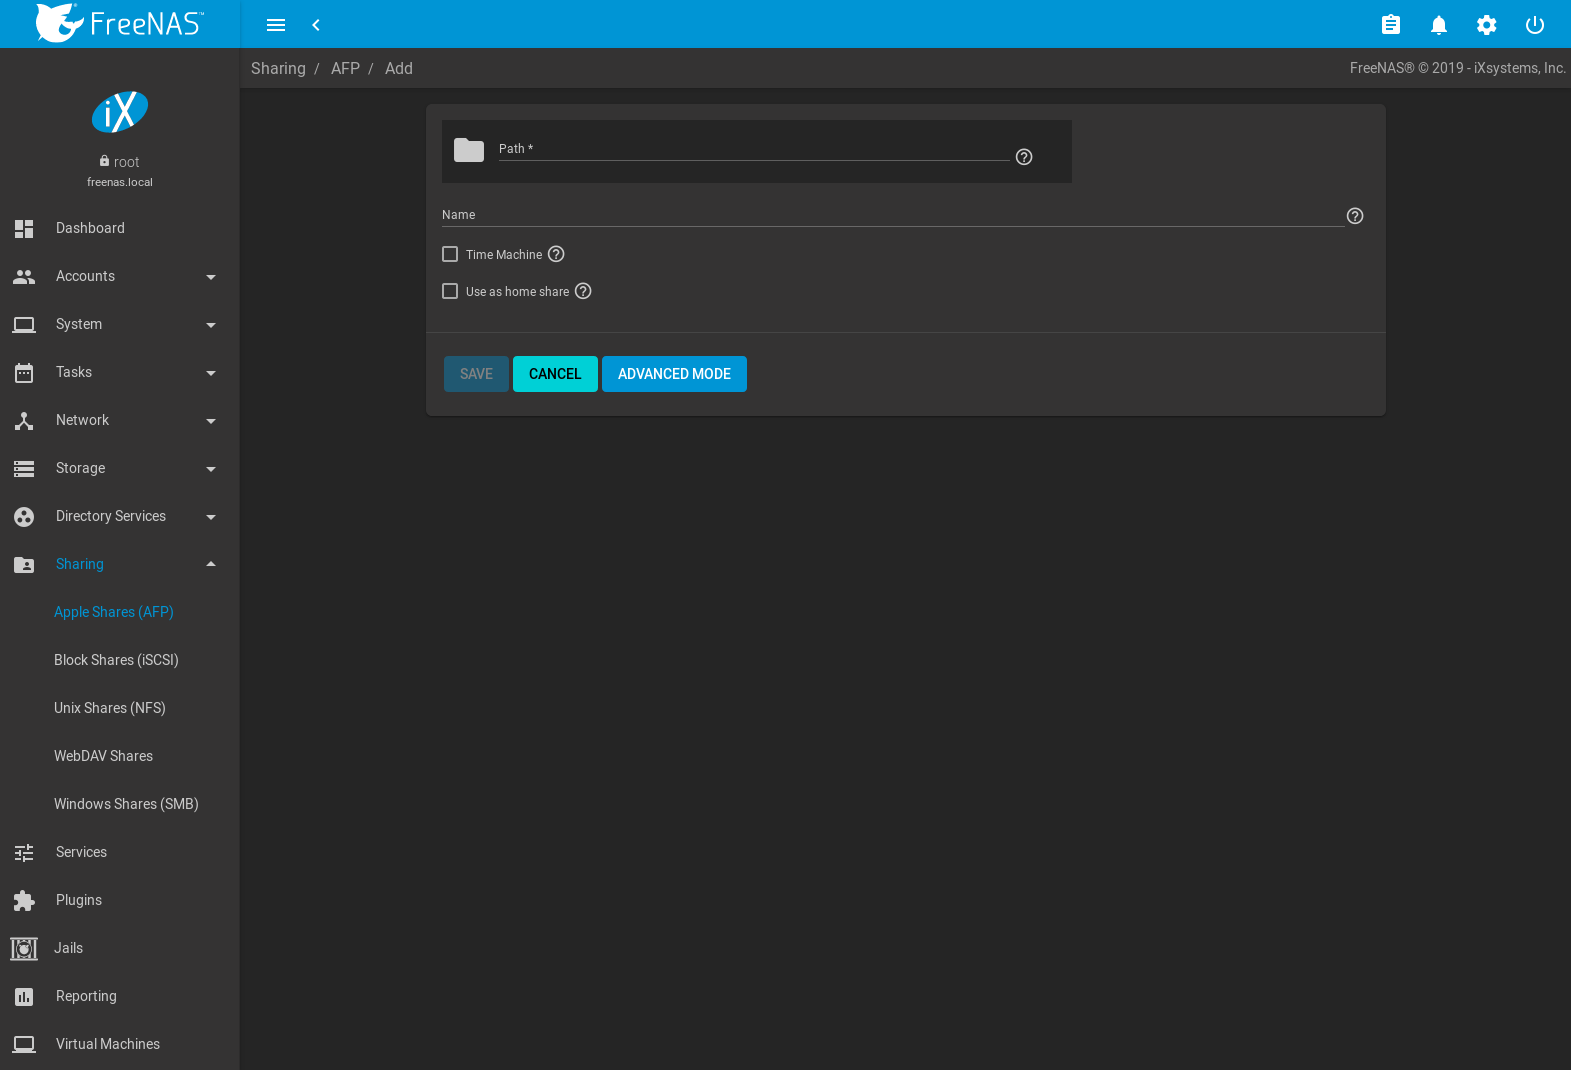 FreeNAS™
Sharing / AFP / Add
FreeNAS® © 2019 - iXsystems, Inc.
iX
root
freenas.local
Dashboard
Accounts
System
Tasks
Network
Storage
Directory Services
Sharing
Apple Shares (AFP)
Block Shares (iSCSI)
Unix Shares (NFS)
WebDAV Shares
Windows Shares (SMB)
Services
Plugins
Jails
Reporting
Virtual Machines
Path *
Name
Time Machine
Use as home share
SAVE CANCEL ADVANCED MODE